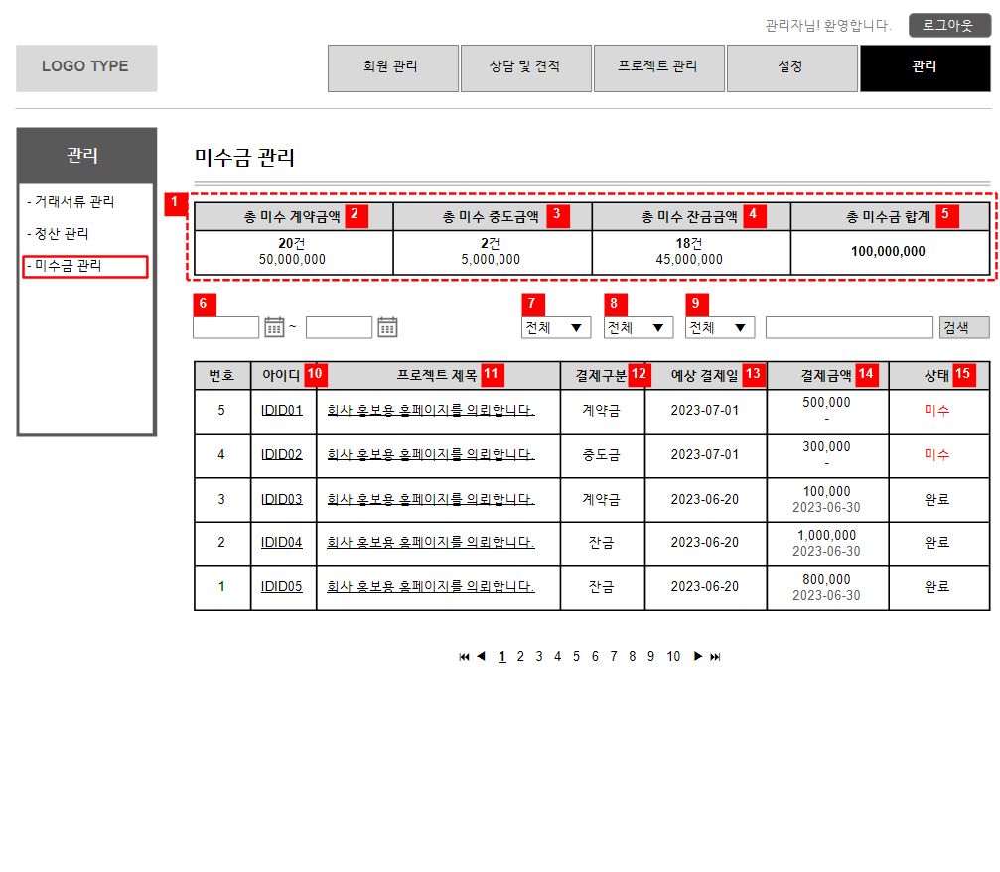 관리자님! 환영합니다. 로그아웃
LOGO TYPE 회원 관리 상담 및 견적 프로젝트 관리 설정 관리
관리
- 거래서류 관리
- 정산 관리
- 미수금 관리
미수금 관리
1
총 미수 계약금액 2 총 미수 중도금액 3 총 미수 잔금금액 4 총 미수금 합계 5
20건 2건 18건 100,000,000
50,000,000 5,000,000 45,000,000
6 7 8 9
~ 전체 ▼ 전체 ▼ 전체 ▼ 검색
번호 아이디 10 프로젝트 제목 11 결제구분 12 예상 결제일 13 결제금액 14 상태 15
5 IDID01 회사 홍보용 홈페이지를 의뢰합니다. 계약금 2023-07-01 500,000 미수
-
4 IDID02 회사 홍보용 홈페이지를 의뢰합니다. 중도금 2023-07-01 300,000 미수
-
3 IDID03 회사 홍보용 홈페이지를 의뢰합니다. 계약금 2023-06-20 100,000 완료
2023-06-30
2 IDID04 회사 홍보용 홈페이지를 의뢰합니다. 잔금 2023-06-20 1,000,000 완료
2023-06-30
1 IDID05 회사 홍보용 홈페이지를 의뢰합니다. 잔금 2023-06-20 800,000 완료
2023-06-30
⏮ ◀ 1 2 3 4 5 6 7 8 9 10 ▶ ⏭